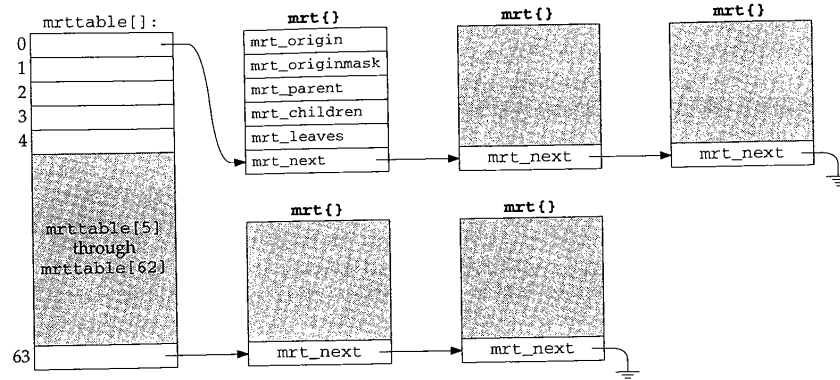 mrttable[]:
0
1
2
3
4
mrttable[5]
through
mrttable[62]
63
mrt{}
mrt_origin
mrt_originmask
mrt_parent
mrt_children
mrt_leaves
mrt_next
mrt{}
mrt_next
mrt{}
mrt_next
mrt{}
mrt_next
mrt{}
mrt_next